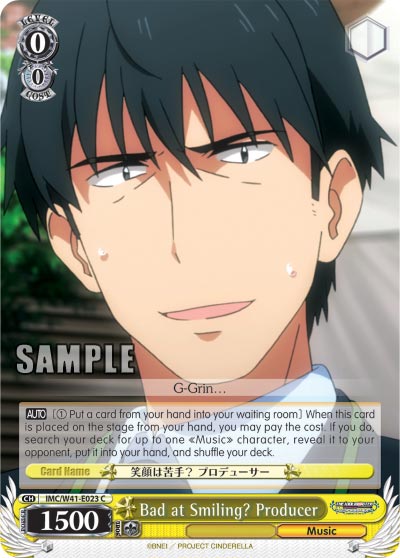 LEVEL
0
0
COST
SAMPLE
G-Grin…
AUTO [① Put a card from your hand into your waiting room] When this card
is placed on the stage from your hand, you may pay the cost. If you do,
search your deck for up to one «Music» character, reveal it to your
opponent, put it into your hand, and shuffle your deck.
Card Name 笑顔は苦手？ プロデューサー
CH IMC/W41-E023 C
POWER 1500 SOUL Bad at Smiling? Producer
Music
©BNEI / PROJECT CINDERELLA